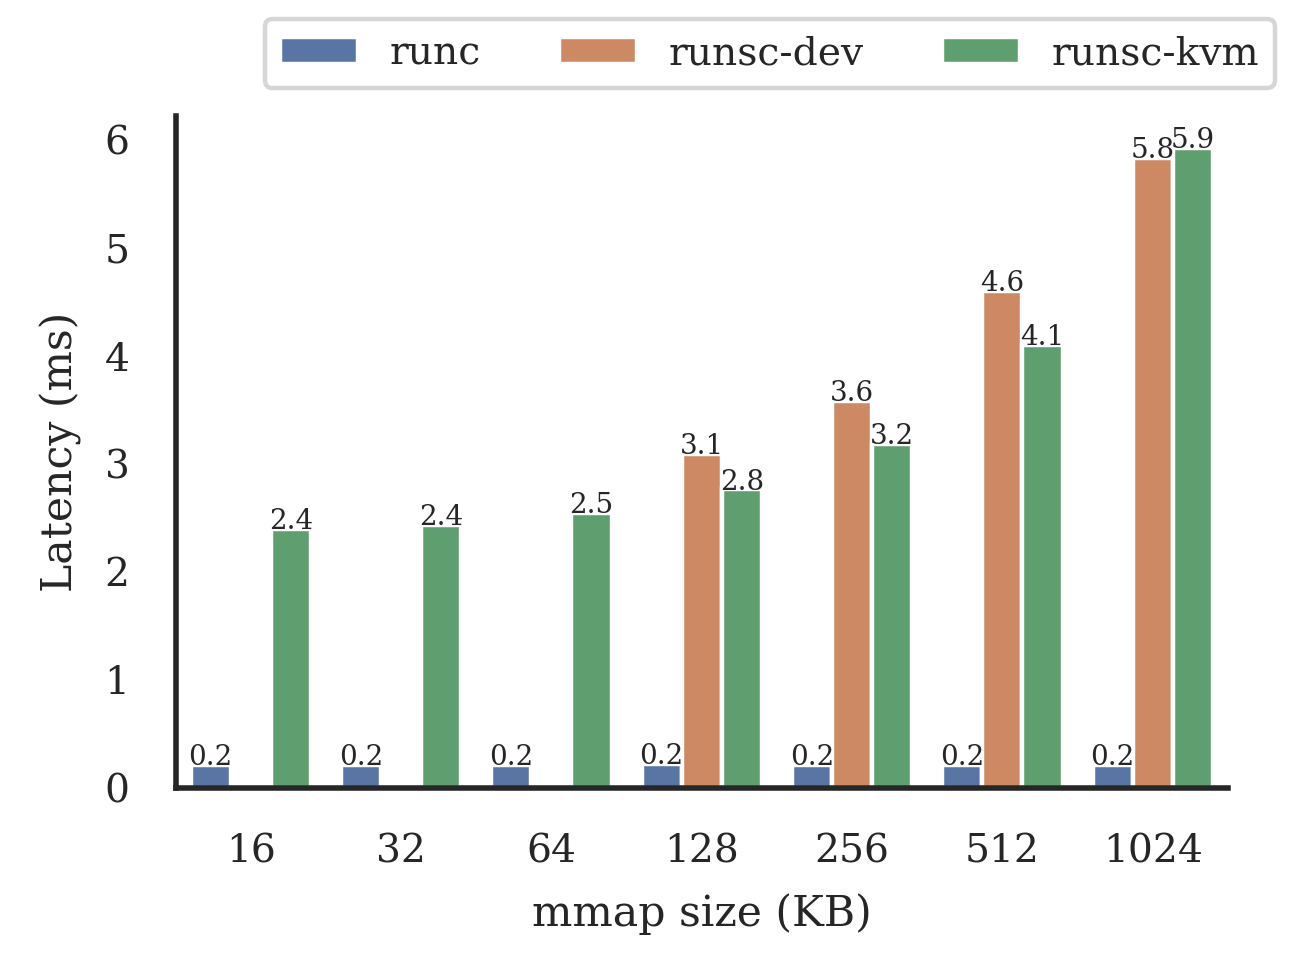 runc runsc-dev runsc-kvm
Latency (ms)
6
5
4
3
2
1
0
0.2 2.4
0.2 2.4
0.2 2.5
0.2 3.1 2.8
0.2 3.6 3.2
0.2 4.6 4.1
0.2 5.8 5.9
16 32 64 128 256 512 1024
mmap size (KB)